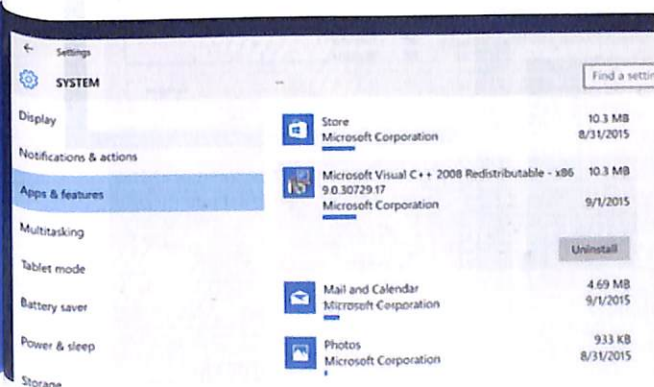 Settings
SYSTEM
Find a settin
Display
Notifications & actions
Apps & features
Multitasking
Tablet mode
Battery saver
Power & sleep
Storage
Store
Microsoft Corporation
10.3 MB
8/31/2015
Microsoft Visual C++ 2008 Redistributable - x86
9.0.30729.17
Microsoft Corporation
10.3 MB
9/1/2015
Uninstall
Mail and Calendar
Microsoft Corporation
4.69 MB
9/1/2015
Photos
Microsoft Corporation
933 KB
8/31/2015